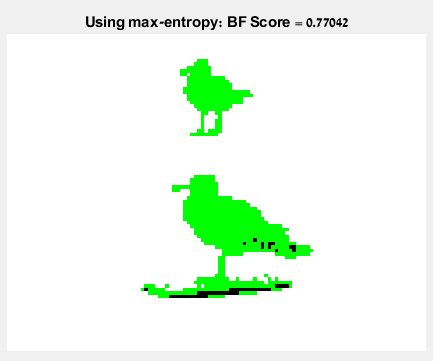 Using max-entropy: BF Score = 0.77042